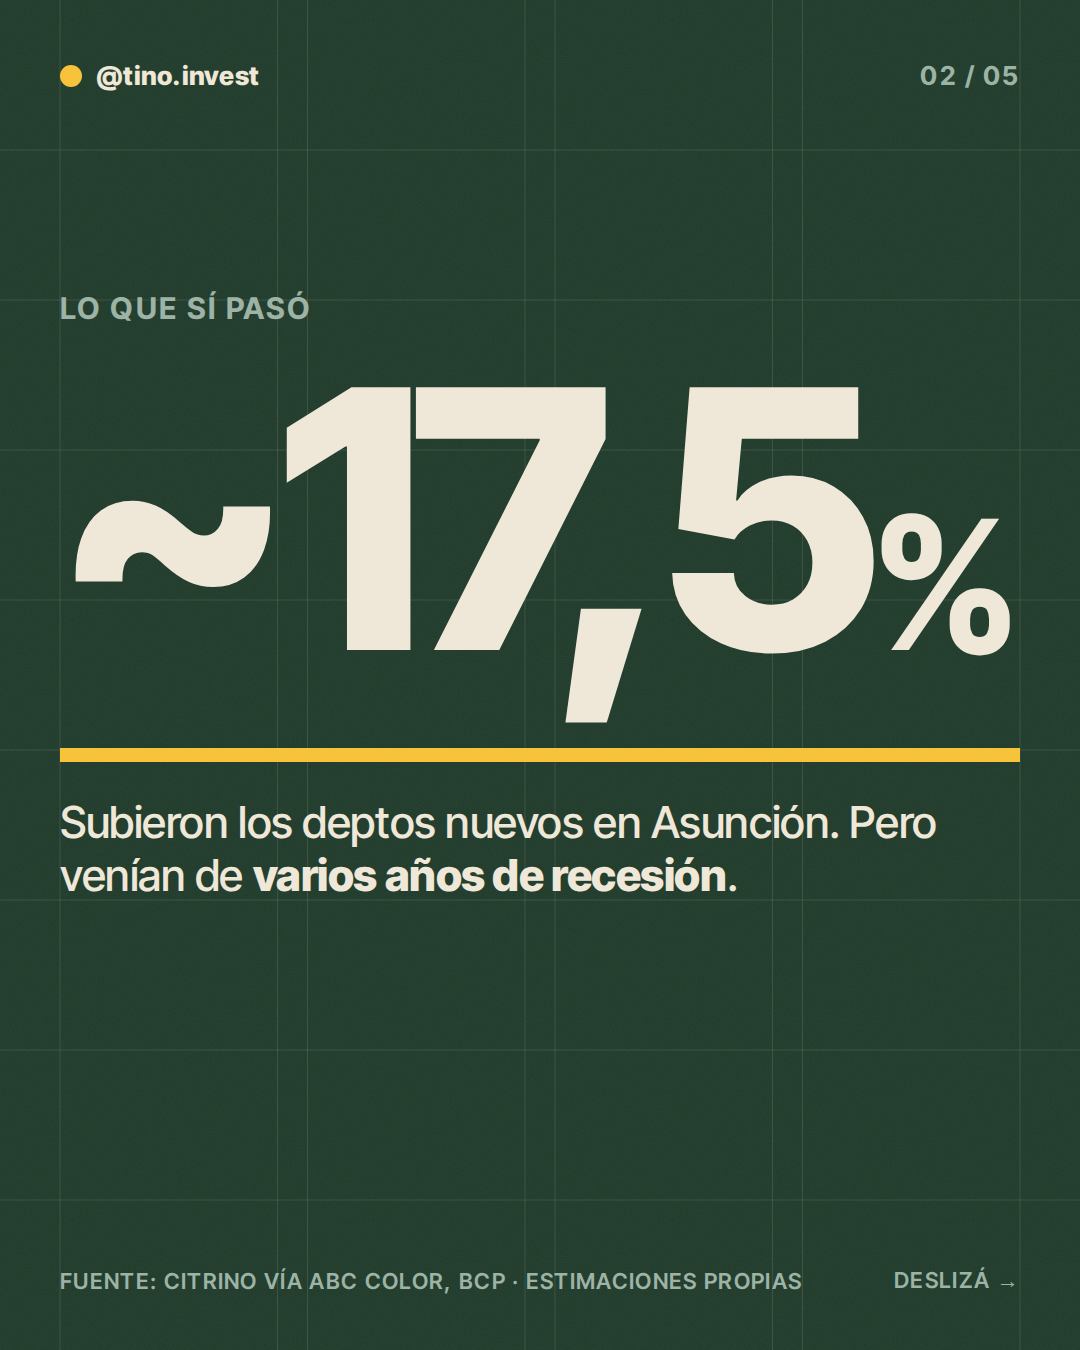 @tino.invest
02 / 05
LO QUE SÍ PASÓ
~17,5%
Subieron los deptos nuevos en Asunción. Pero
venían de varios años de recesión.
FUENTE: CITRINO VÍA ABC COLOR, BCP · ESTIMACIONES PROPIAS
DESLIZÁ →